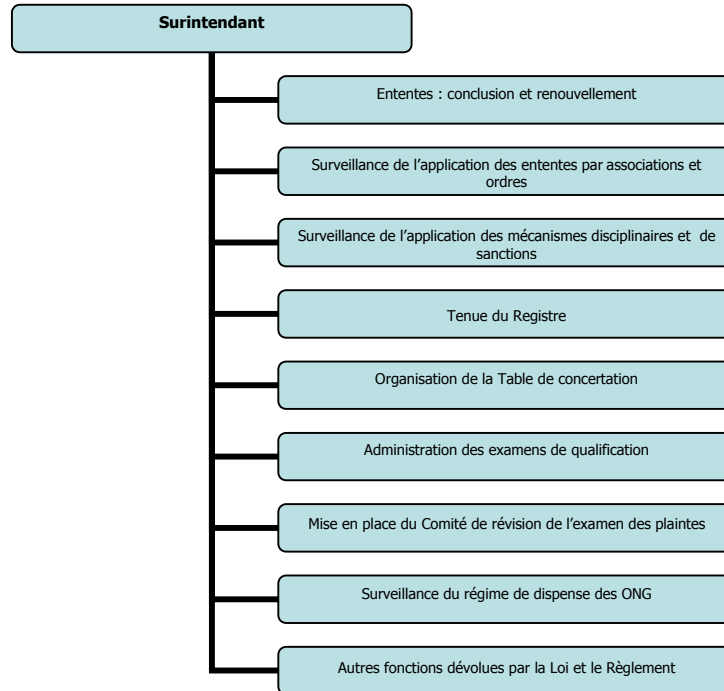 Surintendant
Ententes : conclusion et renouvellement
Surveillance de l'application des ententes par associations et
ordres
Surveillance de l'application des mécanismes disciplinaires et de
sanctions
Tenue du Registre
Organisation de la Table de concertation
Administration des examens de qualification
Mise en place du Comité de révision de l'examen des plaintes
Surveillance du régime de dispense des ONG
Autres fonctions dévolues par la Loi et le Règlement